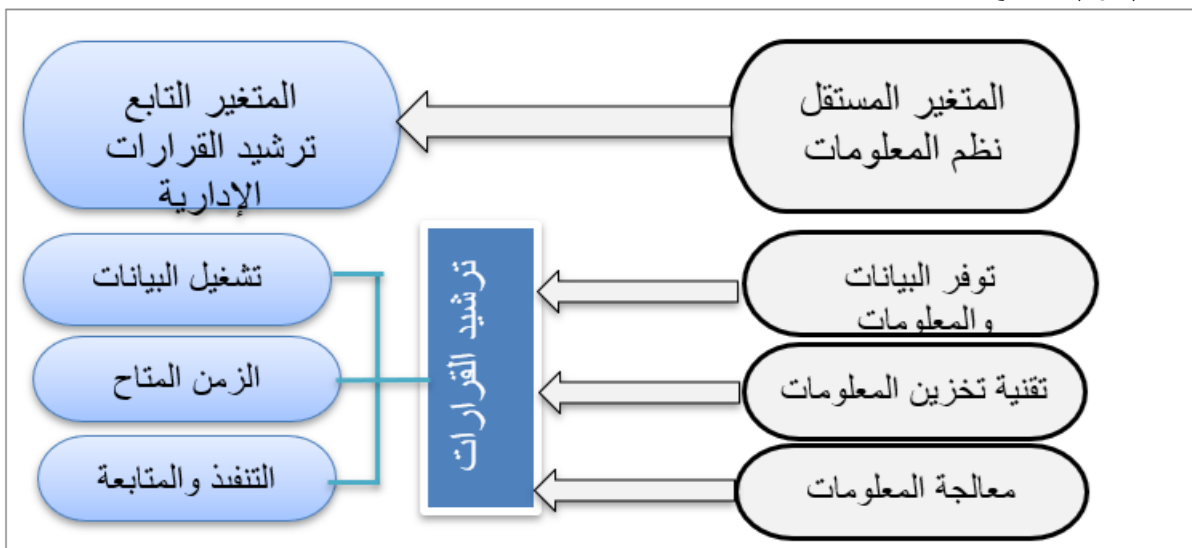 المتغير المستقل
نظم المعلومات
المتغير التابع
ترشيد القرارات
الإدارية
توفر البيانات
والمعلومات
تقنية تخزين المعلومات
معالجة المعلومات
ترشيد القرارات
تشغيل البيانات
الزمن المتاح
التنفيذ والمتابعة